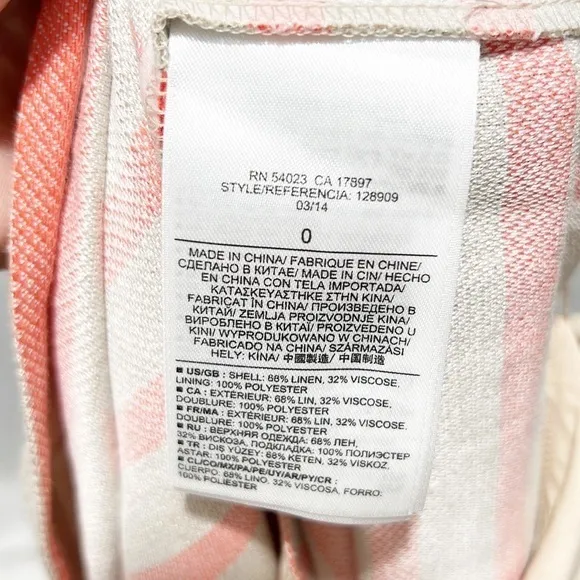 RN 54023 CA 17897
STYLE/REFERENCIA: 128909
03/14
0
MADE IN CHINA/ FABRIQUE EN CHINE/
СДЕЛАНО В КИТАЕ/ MADE IN CIN/ HECHO
EN CHINA CON TELA IMPORTADA/
ΚΑΤΑΣΚΕΥΑΣΤΗΚΕ ΣΤΗΝ ΚΙΝΑ/
FABRICAT ÎN CHINA/ ПРОИЗВЕДЕНО В
КИТАЙ/ ZEMLJA PROIZVODNJE KINA/
ВИРОБЛЕНО В КИТАЇ/ PROIZVEDENO U
KINI/ WYPRODUKOWANO W CHINACH/
FABRICADO NA CHINA/ SZÁRMAZÁSI
HELY: KÍNA/ 中國製造/ 中国制造
US/GB : SHELL: 68% LINEN, 32% VISCOSE,
LINING: 100% POLYESTER
CA : EXTÉRIEUR: 68% LIN, 32% VISCOSE,
DOUBLURE: 100% POLYESTER
FR/MA : EXTÉRIEUR: 68% LIN, 32% VISCOSE,
DOUBLURE: 100% POLYESTER
RU : ВЕРХНЯЯ ОДЕЖДА: 68% ЛЕН,
32% ВИСКОЗА, ПОДКЛАДКА: 100% ПОЛИЭСТЕР
TR : DIŞ YÜZEY: 68% KETEN, 32% VISKOZ,
ASTAR: 100% POLYESTER
CL/CO/MX/PA/PE/UY/AR/PY/CR :
CUERPO: 68% LINO, 32% VISCOSA, FORRO:
100% POLIESTER